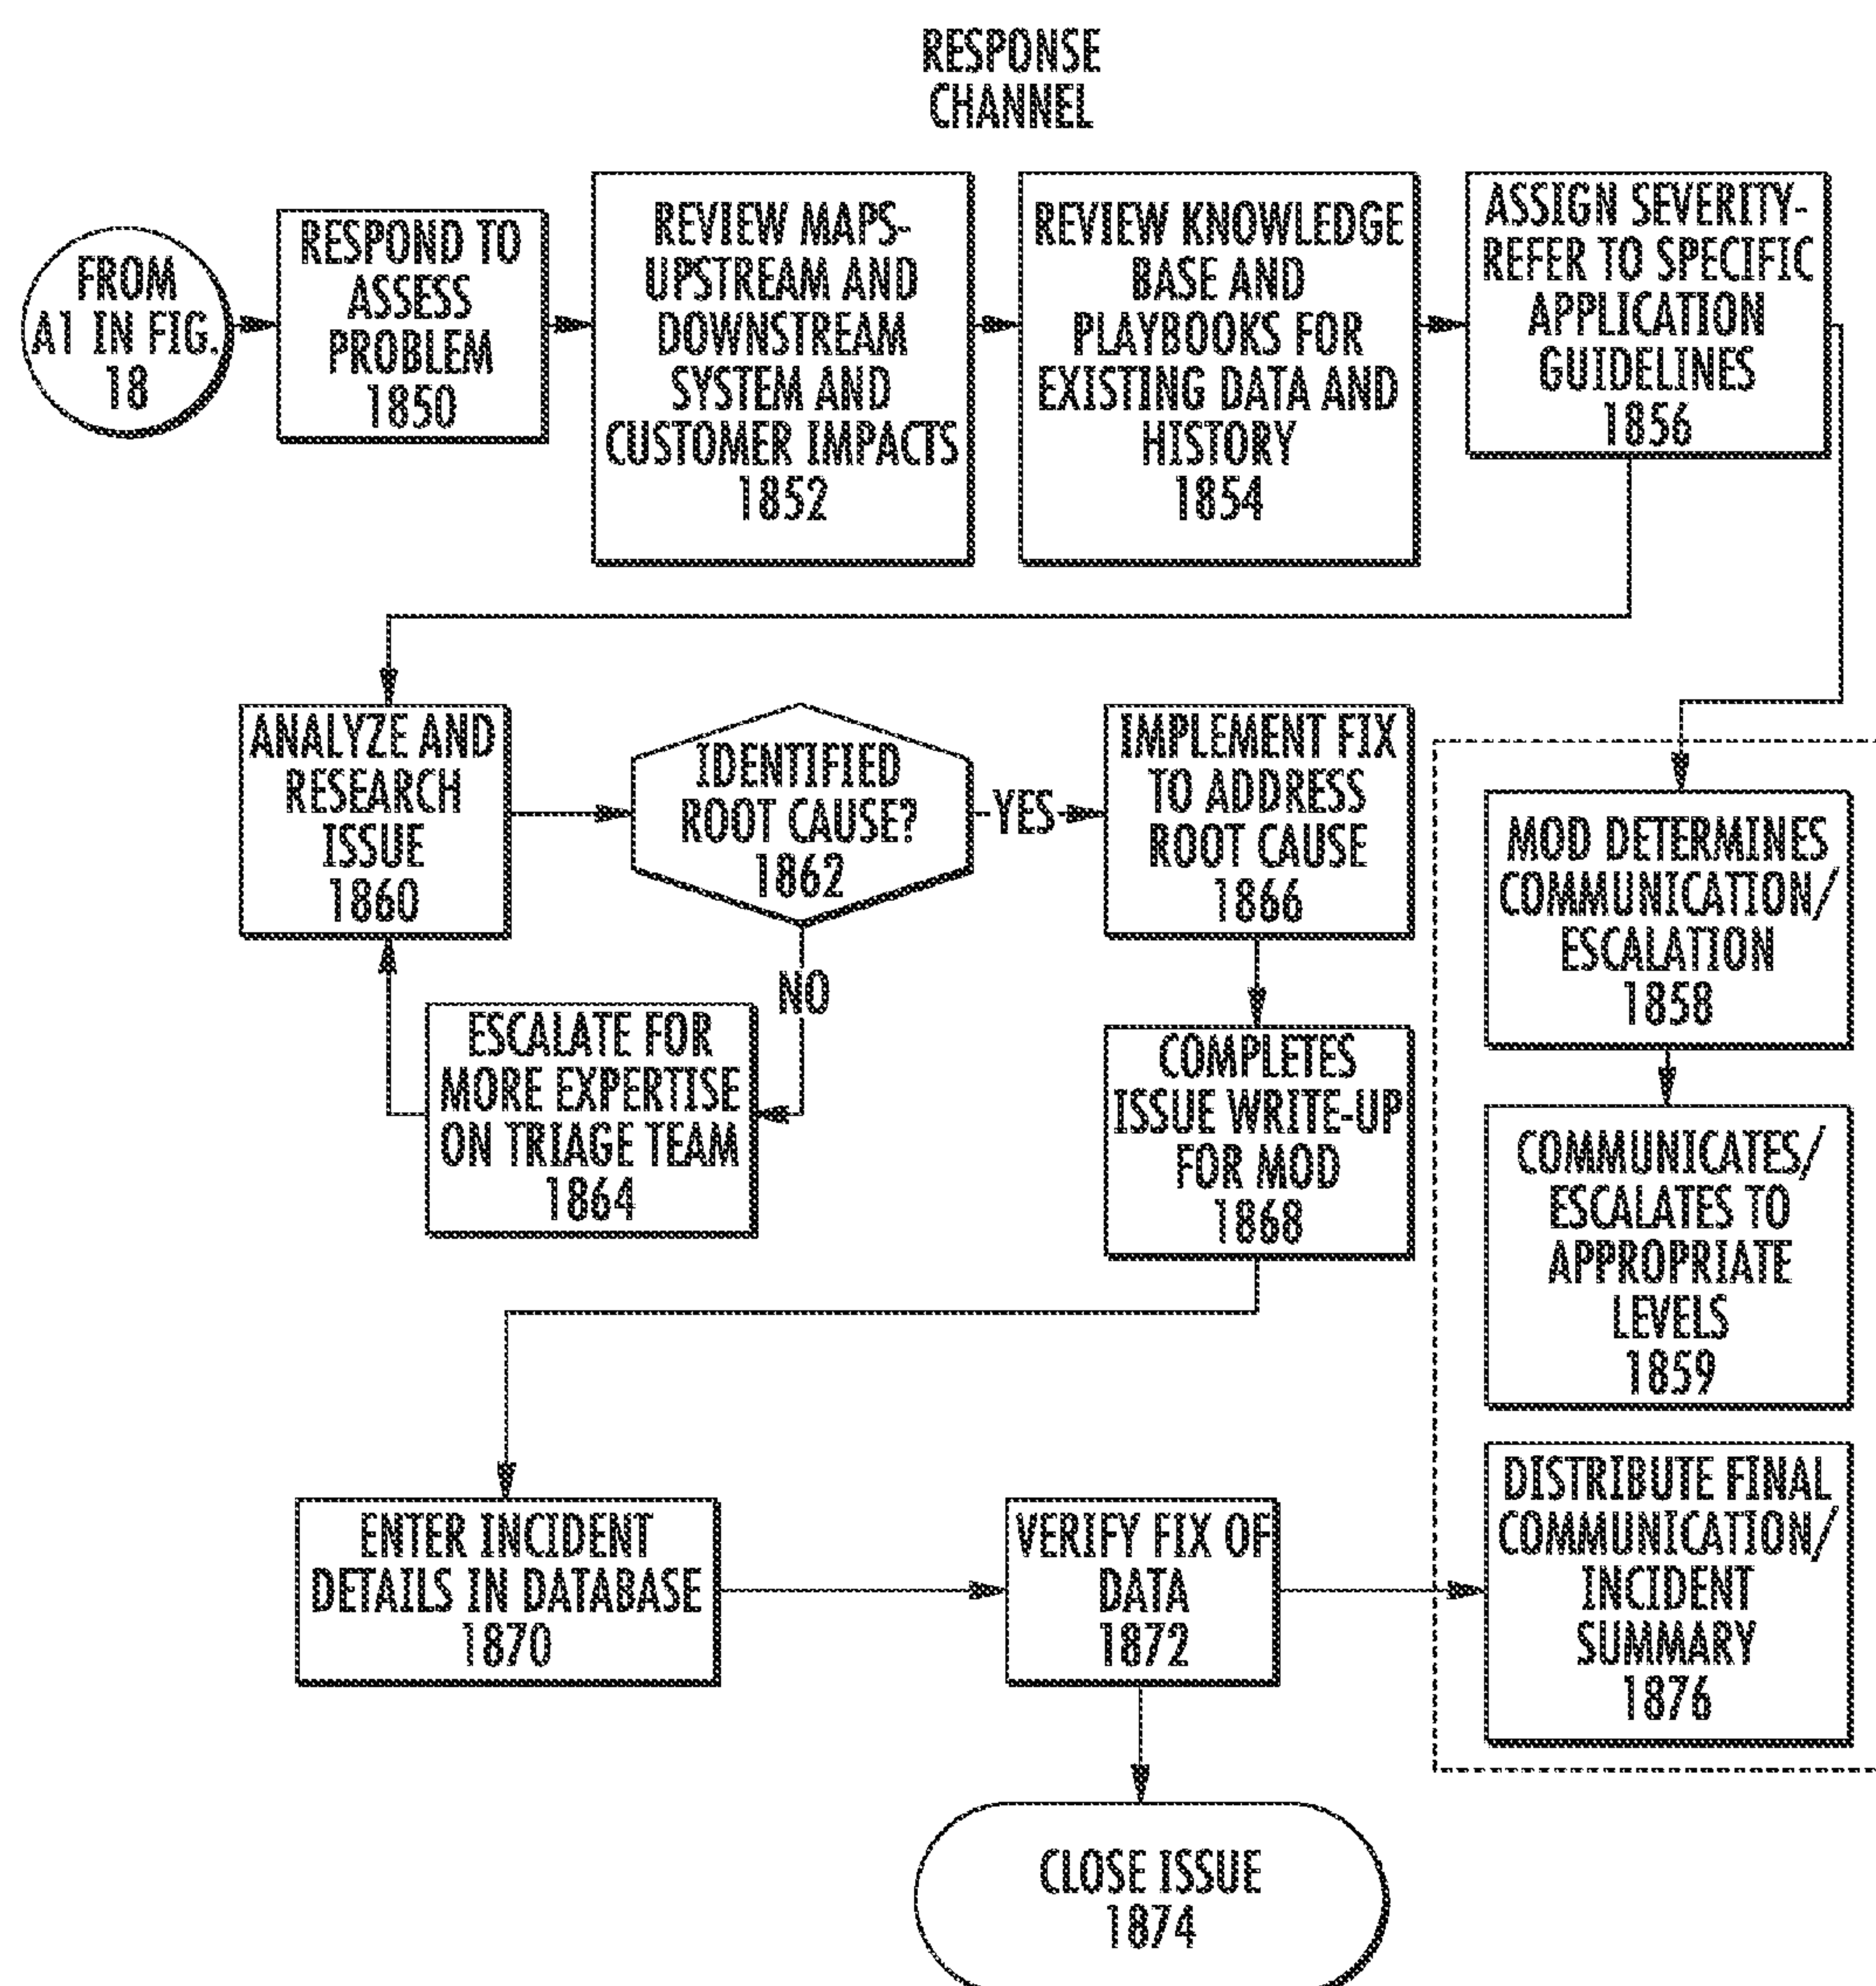 RESPONSE
CHANNEL
FROM
A1 IN FIG.
18
RESPOND TO
ASSESS
PROBLEM
1850
REVIEW MAPS-
UPSTREAM AND
DOWNSTREAM
SYSTEM AND
CUSTOMER IMPACTS
1852
REVIEW KNOWLEDGE
BASE AND
PLAYBOOKS FOR
EXISTING DATA AND
HISTORY
1854
ASSIGN SEVERITY-
REFER TO SPECIFIC
APPLICATION
GUIDELINES
1856
ANALYZE AND
RESEARCH
ISSUE
1860
IDENTIFIED
ROOT CAUSE?
1862
YES
NO
ESCALATE FOR
MORE EXPERTISE
ON TRIAGE TEAM
1864
IMPLEMENT FIX
TO ADDRESS
ROOT CAUSE
1866
COMPLETES
ISSUE WRITE-UP
FOR MOD
1868
MOD DETERMINES
COMMUNICATION/
ESCALATION
1858
COMMUNICATES/
ESCALATES TO
APPROPRIATE
LEVELS
1859
ENTER INCIDENT
DETAILS IN DATABASE
1870
VERIFY FIX OF
DATA
1872
DISTRIBUTE FINAL
COMMUNICATION/
INCIDENT
SUMMARY
1876
CLOSE ISSUE
1874